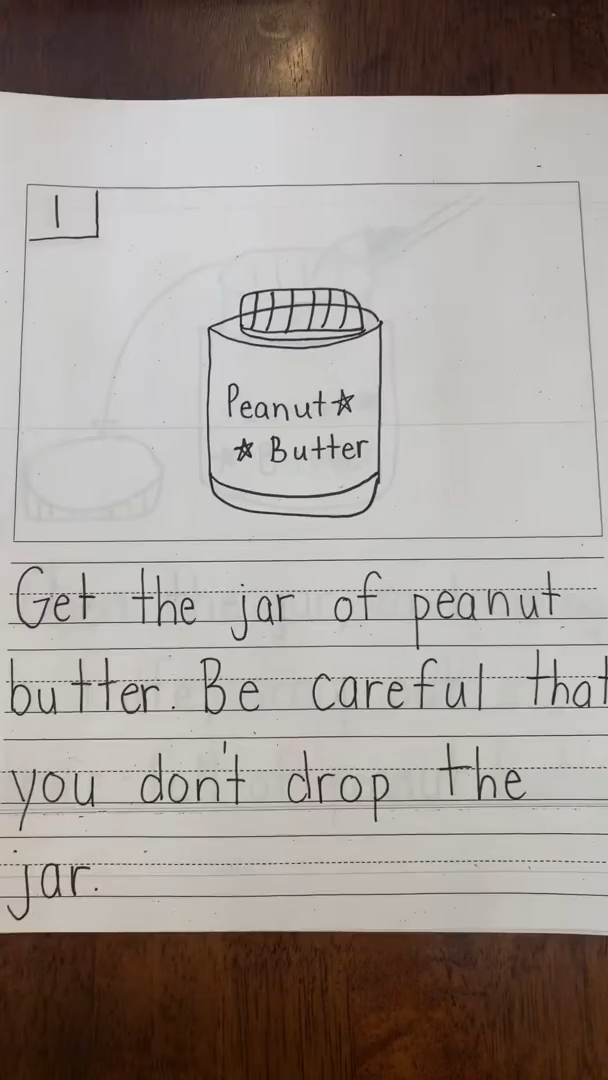 1
Peanut
Butter
Get the jar of peanut
butter. Be careful that
you don't drop the
jar.